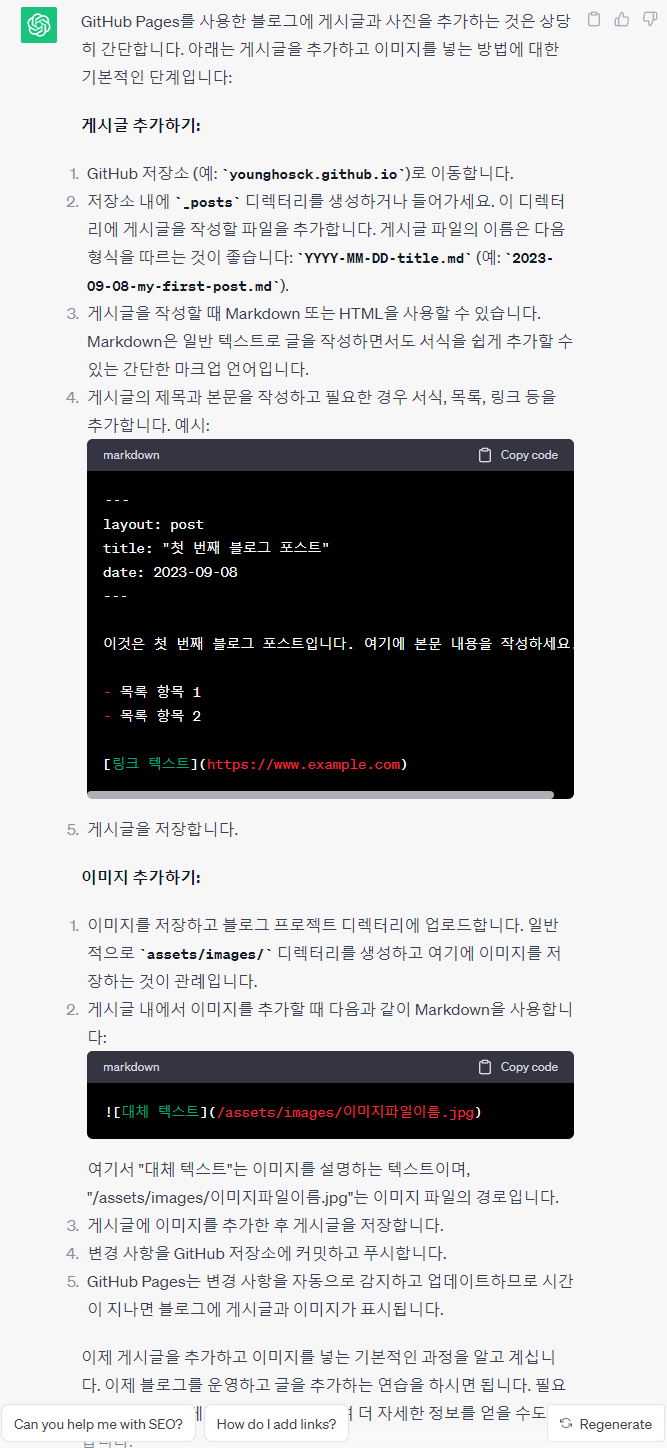 GitHub Pages를 사용한 블로그에 게시글과 사진을 추가하는 것은 상당
히 간단합니다. 아래는 게시글을 추가하고 이미지를 넣는 방법에 대한
기본적인 단계입니다:
게시글 추가하기:
1. GitHub 저장소 (예: `younghosck.github.io`)로 이동합니다.
2. 저장소 내에 `_posts` 디렉터리를 생성하거나 들어가세요. 이 디렉터
리에 게시글을 작성할 파일을 추가합니다. 게시글 파일의 이름은 다음
형식을 따르는 것이 좋습니다: `YYYY-MM-DD-title.md` (예: `2023-
09-08-my-first-post.md`).
3. 게시글을 작성할 때 Markdown 또는 HTML을 사용할 수 있습니다.
Markdown은 일반 텍스트로 글을 작성하면서도 서식을 쉽게 추가할 수
있는 간단한 마크업 언어입니다.
4. 게시글의 제목과 본문을 작성하고 필요한 경우 서식, 목록, 링크 등을
추가합니다. 예시:
markdown Copy code
---
layout: post
title: "첫 번째 블로그 포스트"
date: 2023-09-08
---
이것은 첫 번째 블로그 포스트입니다. 여기에 본문 내용을 작성하세요.
- 목록 항목 1
- 목록 항목 2
[링크 텍스트](https://www.example.com)
5. 게시글을 저장합니다.
이미지 추가하기:
1. 이미지를 저장하고 블로그 프로젝트 디렉터리에 업로드합니다. 일반
적으로 `assets/images/` 디렉터리를 생성하고 여기에 이미지를 저
장하는 것이 관례입니다.
2. 게시글 내에서 이미지를 추가할 때 다음과 같이 Markdown을 사용합니
다:
markdown Copy code
![대체 텍스트](/assets/images/이미지파일이름.jpg)
여기서 "대체 텍스트"는 이미지를 설명하는 텍스트이며,
"/assets/images/이미지파일이름.jpg"는 이미지 파일의 경로입니다.
3. 게시글에 이미지를 추가한 후 게시글을 저장합니다.
4. 변경 사항을 GitHub 저장소에 커밋하고 푸시합니다.
5. GitHub Pages는 변경 사항을 자동으로 감지하고 업데이트하므로 시간
이 지나면 블로그에 게시글과 이미지가 표시됩니다.
이제 게시글을 추가하고 이미지를 넣는 기본적인 과정을 알고 계십니
다. 이제 블로그를 운영하고 글을 추가하는 연습을 하시면 됩니다. 필요
더 자세한 정보를 얻을 수도
Can you help me with SEO? How do I add links? Regenerate